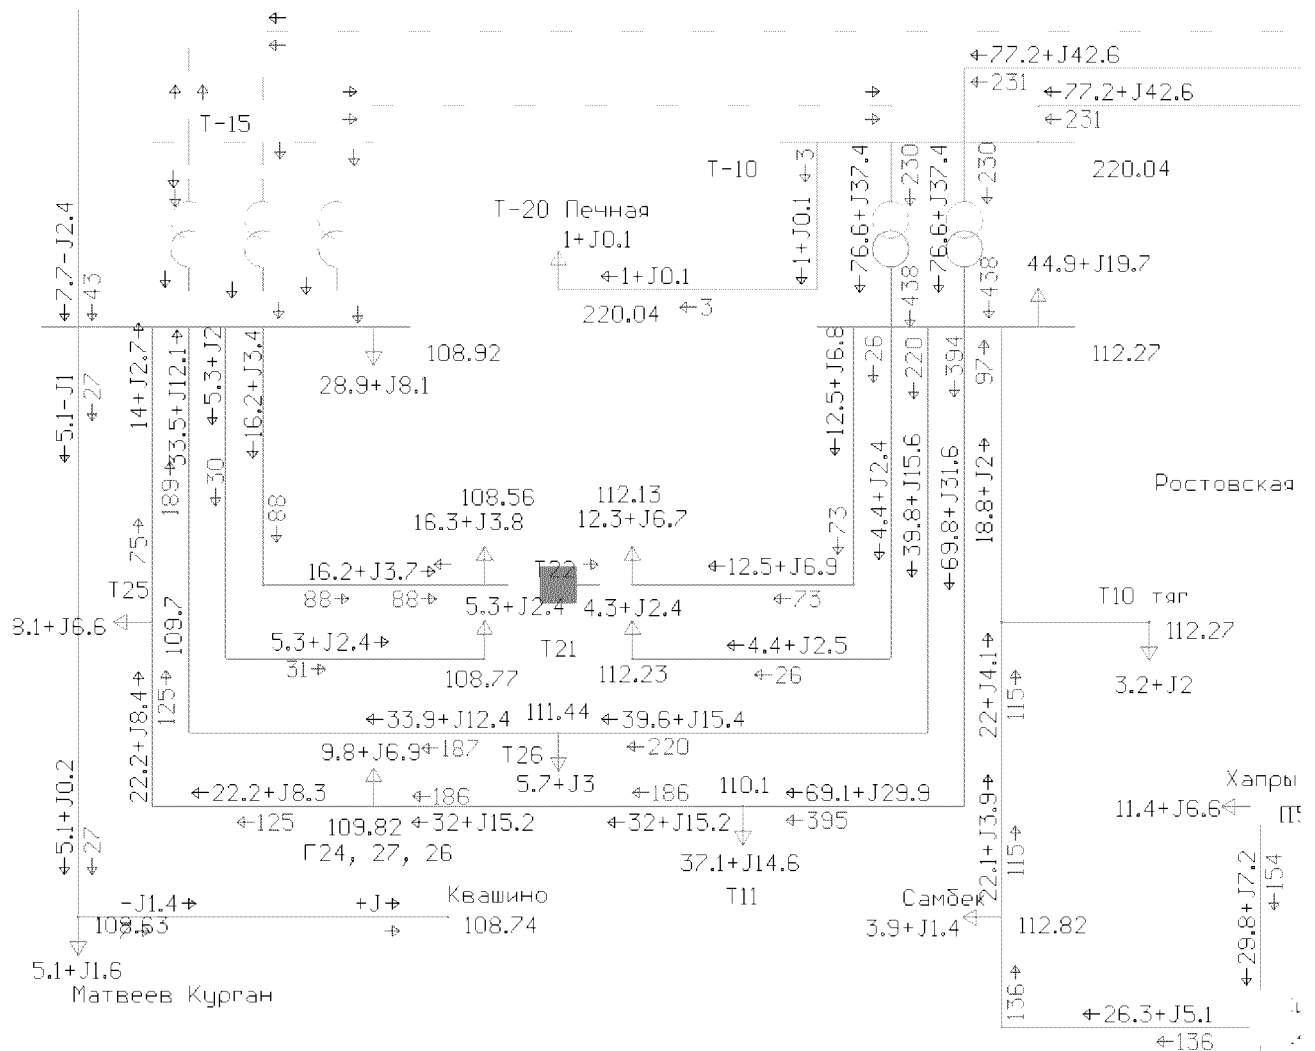 77.2+J42.6
231
77.2+J42.6
231
T-15
T-10
3
76.6+J37.4
230
76.6+J37.4
230
220.04
7.7-J2.4
43
T-20 Печная
1+J0.1
1+J0.1
1+J0.1
220.04
3
438
438
44.9+J19.7
108.92
28.9+J8.1
112.27
5.1-J1
27
14+J2.7
33.5+J12.1
5.3+J2
16.2+J3.4
12.5+J6.8
26
220
394
97
189
30
88
75
73
4.4+J2.4
39.8+J15.6
69.8+J31.6
18.8+J2
Ростовская
108.56
16.3+J3.8
112.13
12.3+J6.7
16.2+J3.7
88
88
12.5+J6.9
73
T25
8.1+J6.6
109.7
5.3+J2.4
4.3+J2.4
T10 тяг
112.27
3.2+J2
5.3+J2.4
31
108.77
T21
112.23
4.4+J2.5
26
22.2+J8.4
125
22+J4.1
115
33.9+J12.4
187
111.44
39.6+J15.4
220
9.8+J6.9
T26
5.7+J3
22.2+J8.3
125
186
32+J15.2
186
32+J15.2
110.1
69.1+J29.9
395
109.82
Г24, 27, 26
37.1+J14.6
T11
5.1+J0.2
27
22.1+J3.9
115
Хапры
11.4+J6.6
29.8+J7.2
154
-J1.4
108.63
+J
Квашино
108.74
5.1+J1.6
Матвеев Курган
Самбек
3.9+J1.4
112.82
136
26.3+J5.1
136